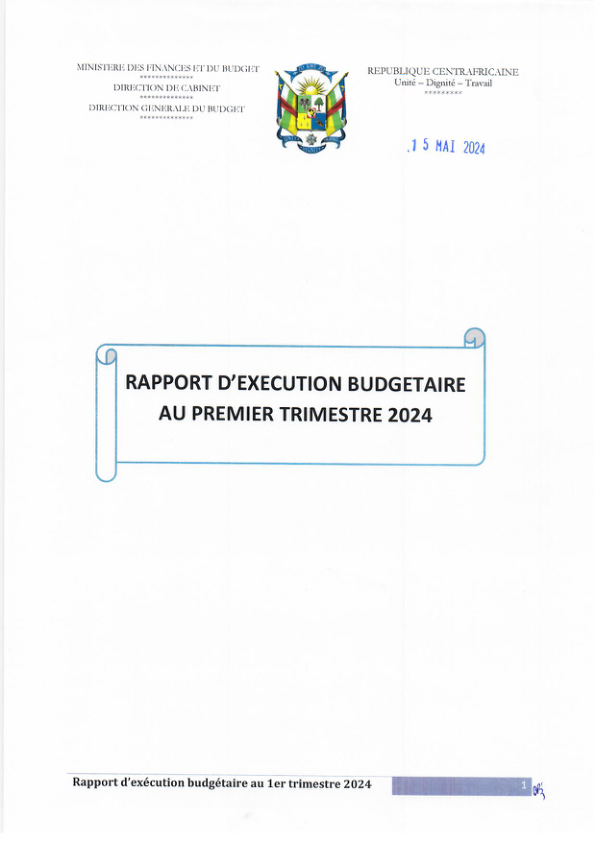 MINISTERE DES FINANCES ET DU BUDGET
**************
DIRECTION DE CABINET
**************
DIRECTION GENERALE DU BUDGET
**************
REPUBLIQUE CENTRAFRICAINE
Unité – Dignité – Travail
*********
15 MAI 2024
RAPPORT D'EXECUTION BUDGETAIRE
AU PREMIER TRIMESTRE 2024
Rapport d'exécution budgétaire au 1er trimestre 2024
1